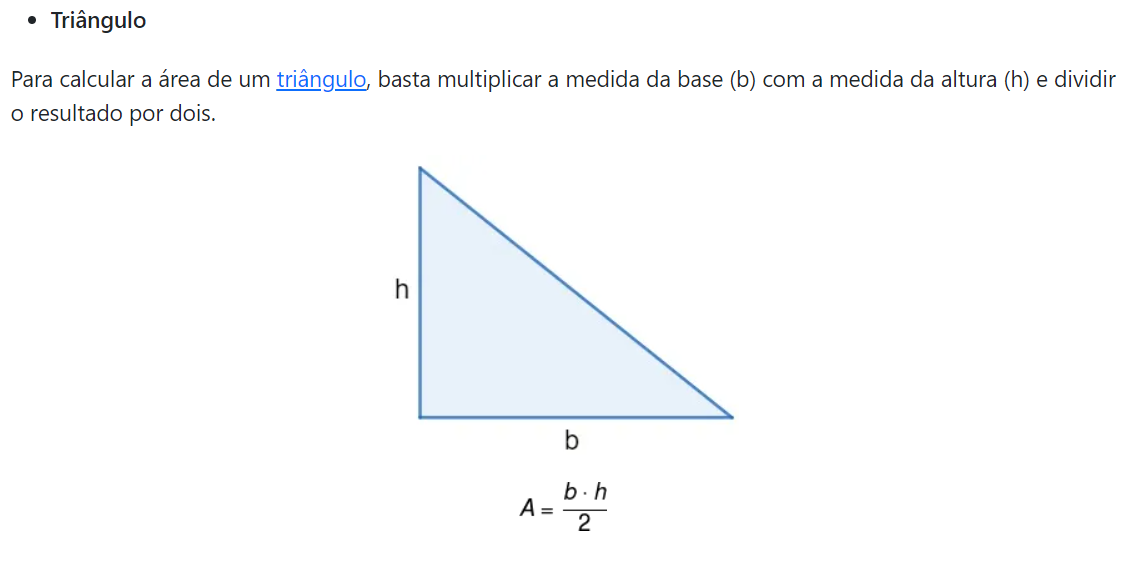 • Triângulo
Para calcular a área de um triângulo, basta multiplicar a medida da base (b) com a medida da altura (h) e dividir
o resultado por dois.
h
b
A = b · h / 2